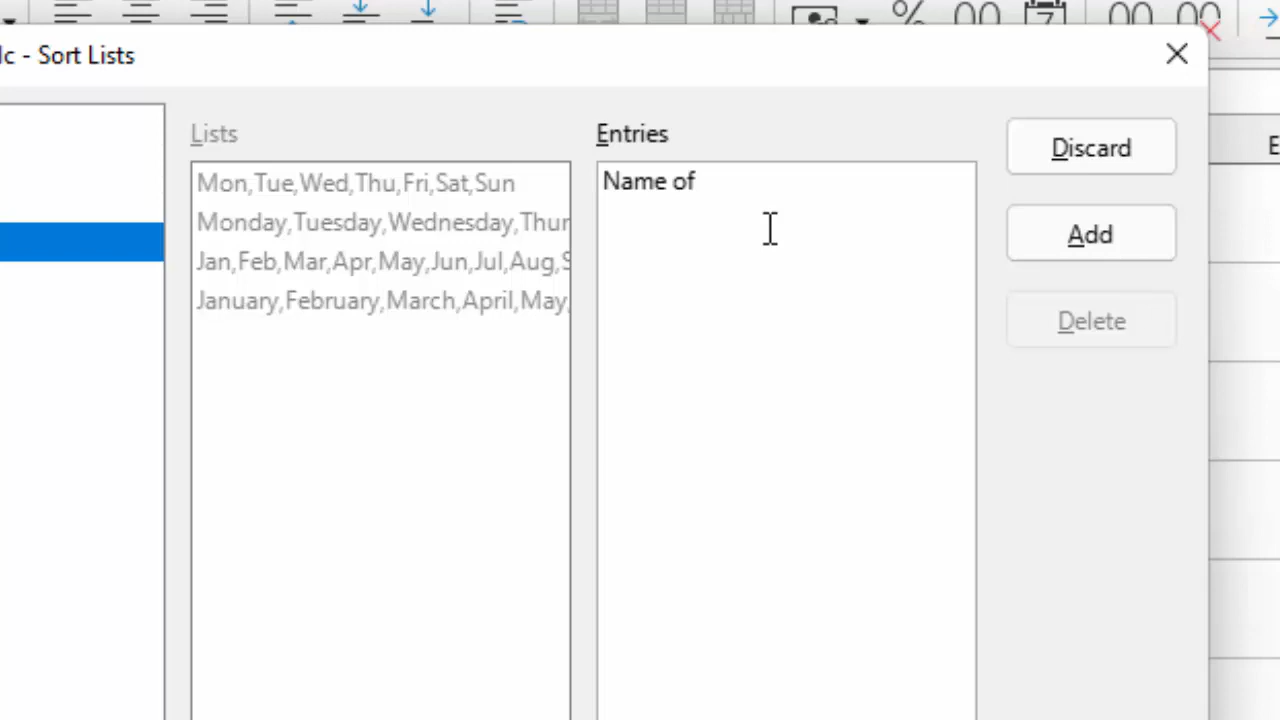 lc - Sort Lists
Lists
Entries
Discard
Mon,Tue,Wed,Thu,Fri,Sat,Sun
Name of
Monday,Tuesday,Wednesday,Thur
Add
Jan,Feb,Mar,Apr,May,Jun,Jul,Aug,S
January,February,March,April,May,
Delete
E